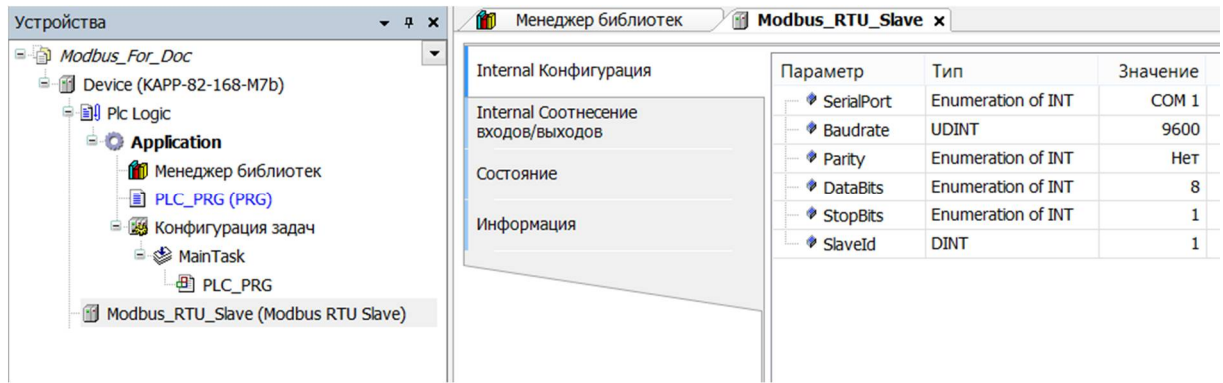 Устройства
Modbus_For_Doc
Device (KAPP-82-168-M7b)
Plc Logic
Application
Менеджер библиотек
PLC_PRG (PRG)
Конфигурация задач
MainTask
PLC_PRG
Modbus_RTU_Slave (Modbus RTU Slave)
Менеджер библиотек
Modbus_RTU_Slave x
Internal Конфигурация
Internal Соотнесение
входов/выходов
Состояние
Информация
Параметр Тип Значение
SerialPort Enumeration of INT COM 1
Baudrate UDINT 9600
Parity Enumeration of INT Нет
DataBits Enumeration of INT 8
StopBits Enumeration of INT 1
SlaveId DINT 1